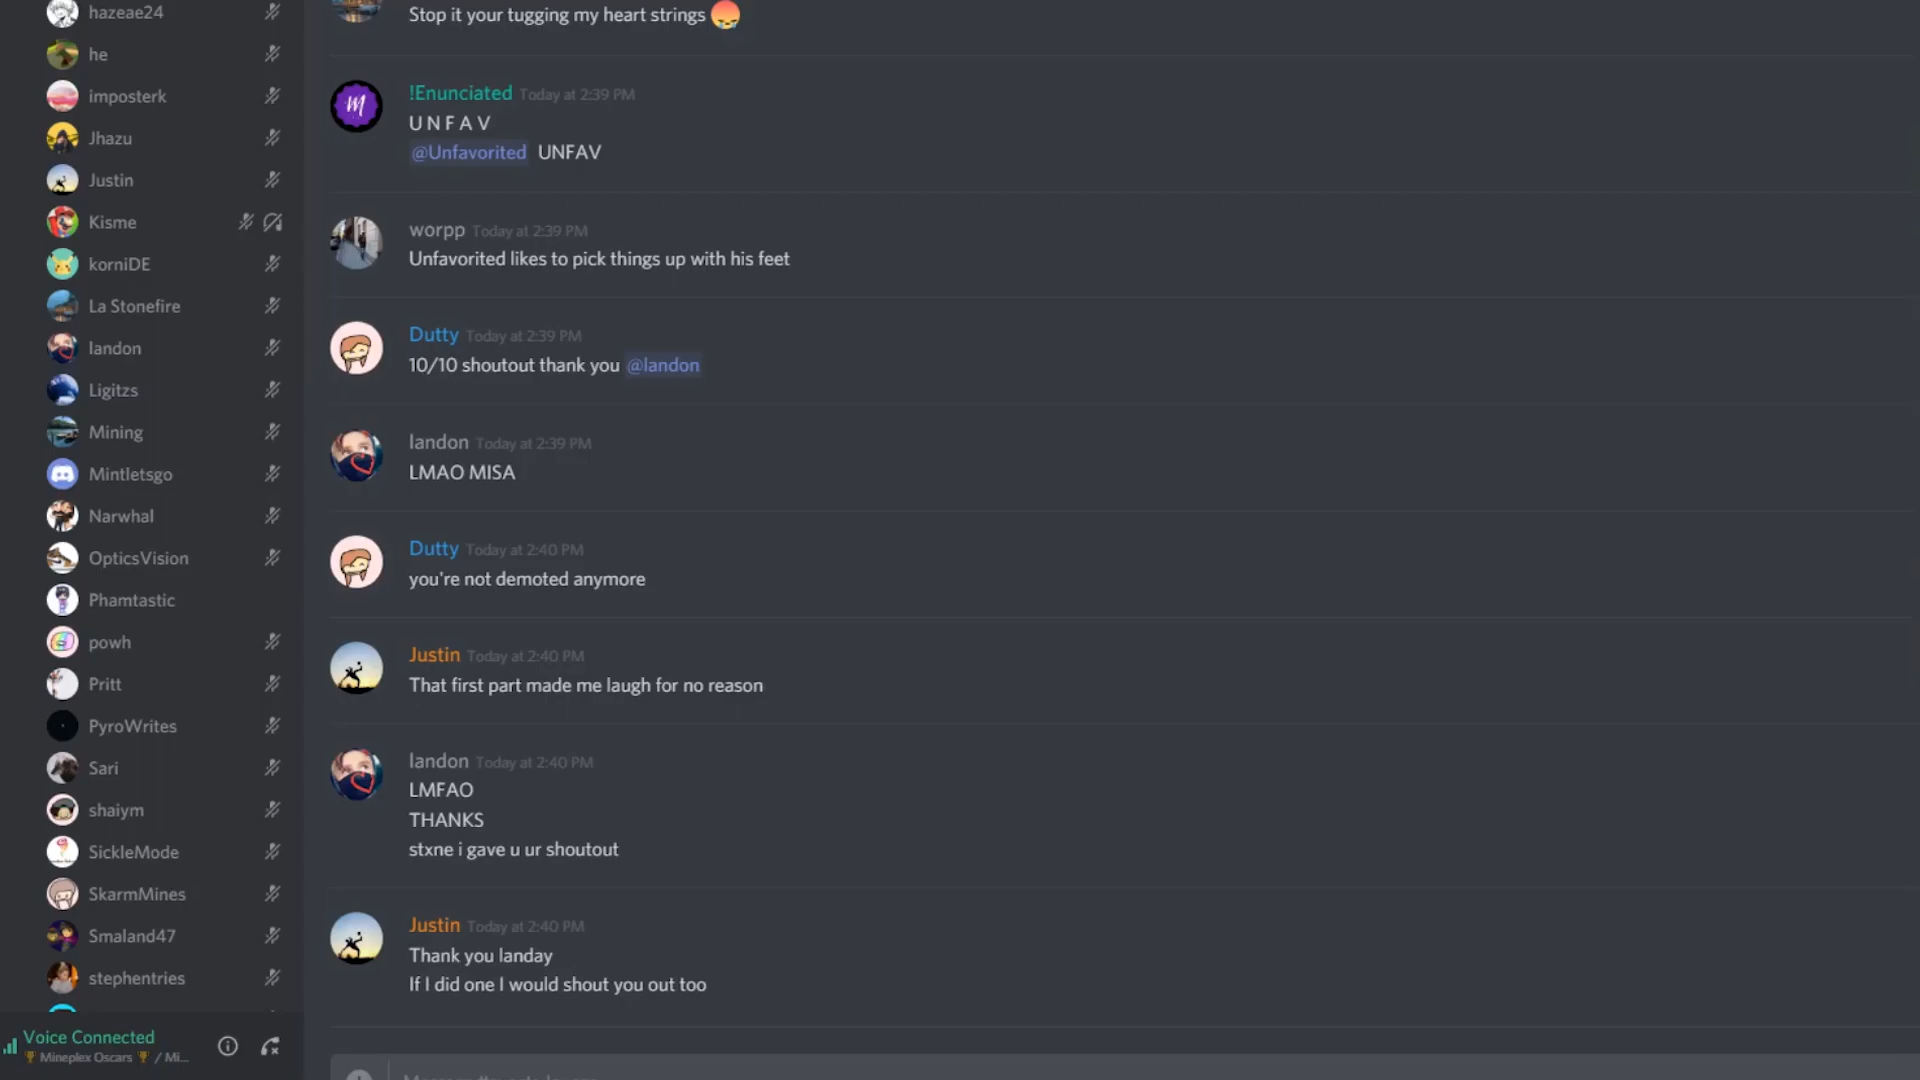 hazeae24
he
imposterk
Jhazu
Justin
Kisme
korniDE
La Stonefire
landon
Ligitzs
Mining
Mintletsgo
Narwhal
OpticsVision
Phamtastic
powh
Pritt
PyroWrites
Sari
shaiym
SickleMode
SkarmMines
Smaland47
stephentries
Voice Connected
Mineplex Oscars / Mi...
Stop it your tugging my heart strings
!Enunciated Today at 2:39 PM
U N F A V
@Unfavorited UNFAV
worpp Today at 2:39 PM
Unfavorited likes to pick things up with his feet
Dutty Today at 2:39 PM
10/10 shoutout thank you @landon
landon Today at 2:39 PM
LMAO MISA
Dutty Today at 2:40 PM
you're not demoted anymore
Justin Today at 2:40 PM
That first part made me laugh for no reason
landon Today at 2:40 PM
LMFAO
THANKS
stxne i gave u ur shoutout
Justin Today at 2:40 PM
Thank you landay
If I did one I would shout you out too